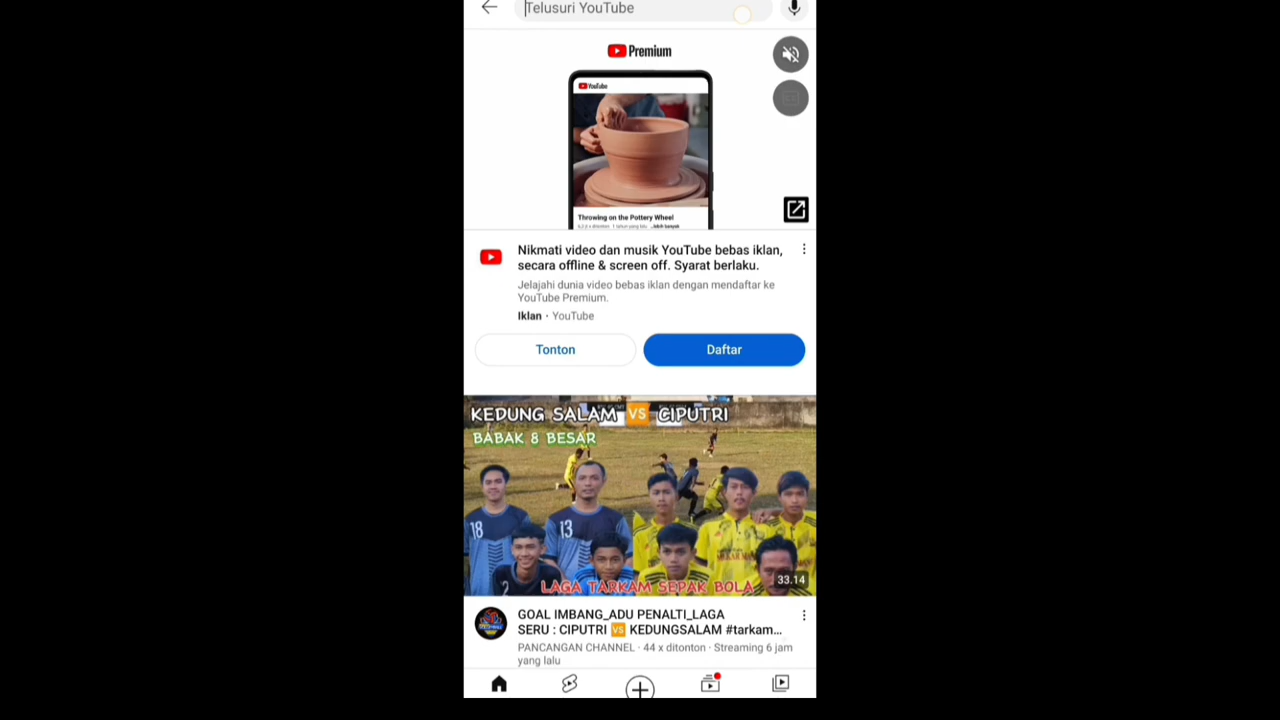 Telusuri YouTube
Premium
YouTube
Throwing on the Pottery Wheel
Nikmati video dan musik YouTube bebas iklan,
secara offline & screen off. Syarat berlaku.
Jelajahi dunia video bebas iklan dengan mendaftar ke
YouTube Premium.
Iklan · YouTube
Tonton
Daftar
KEDUNG SALAM VS CIPUTRI
BABAK 8 BESAR
18
13
2
LAGA TARKAM SEPAK BOLA
33.14
GOAL IMBANG_ADU PENALTI_LAGA
SERU : CIPUTRI 🆚 KEDUNGSALAM #tarkam...
PANCANGAN CHANNEL · 44 x ditonton · Streaming 6 jam
yang lalu